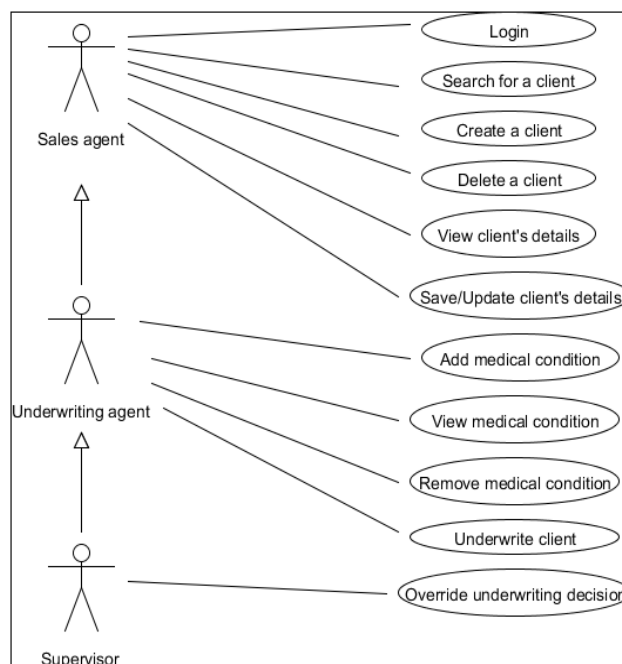 Login
Search for a client
Sales agent
Create a client
Delete a client
View client's details
Save/Update client's details
Add medical condition
Underwriting agent
View medical condition
Remove medical condition
Underwrite client
Override underwriting decision
Supervisor